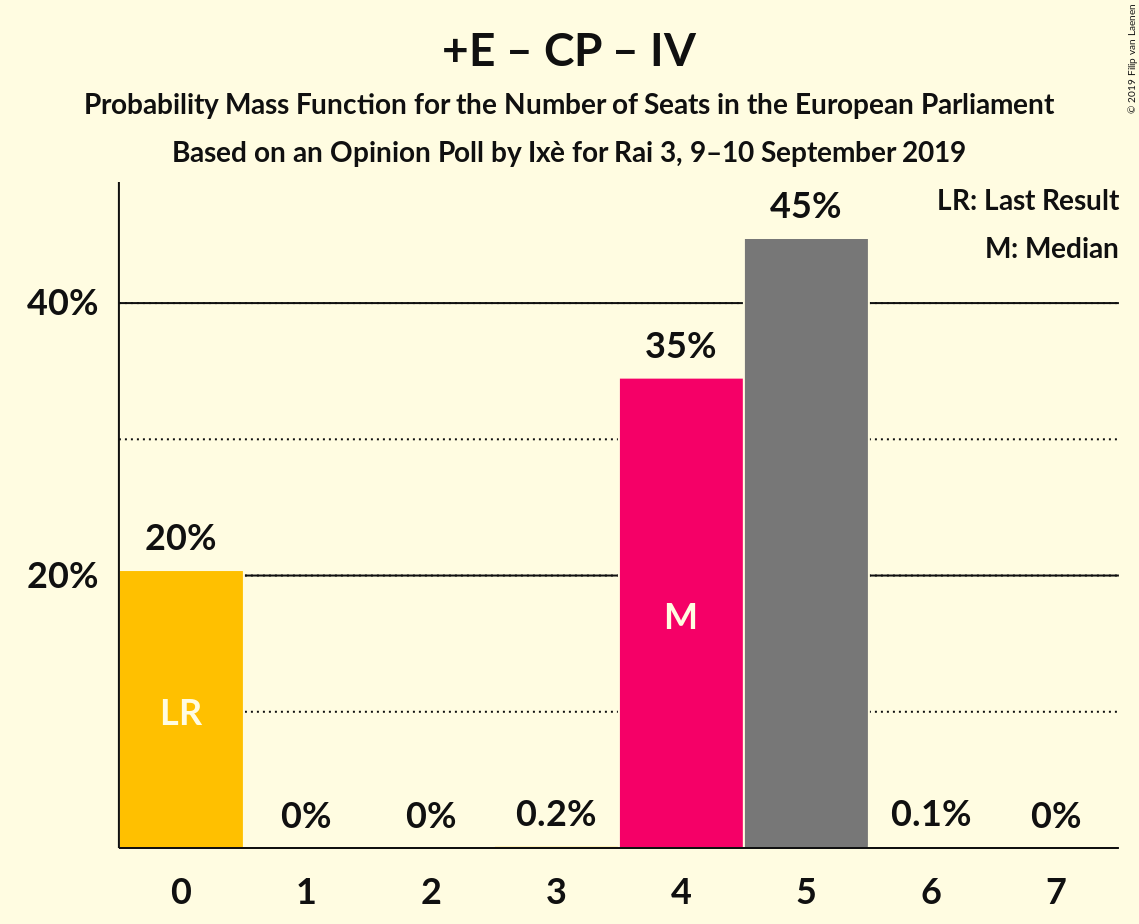 +E – CP – IV
Probability Mass Function for the Number of Seats in the European Parliament
Based on an Opinion Poll by Ixè for Rai 3, 9–10 September 2019
© 2019 Filip van Laenen
LR: Last Result
M: Median
45%
40%
35%
20%
20%
M
LR
0%
0%
0.2%
0.1%
0%
0 1 2 3 4 5 6 7